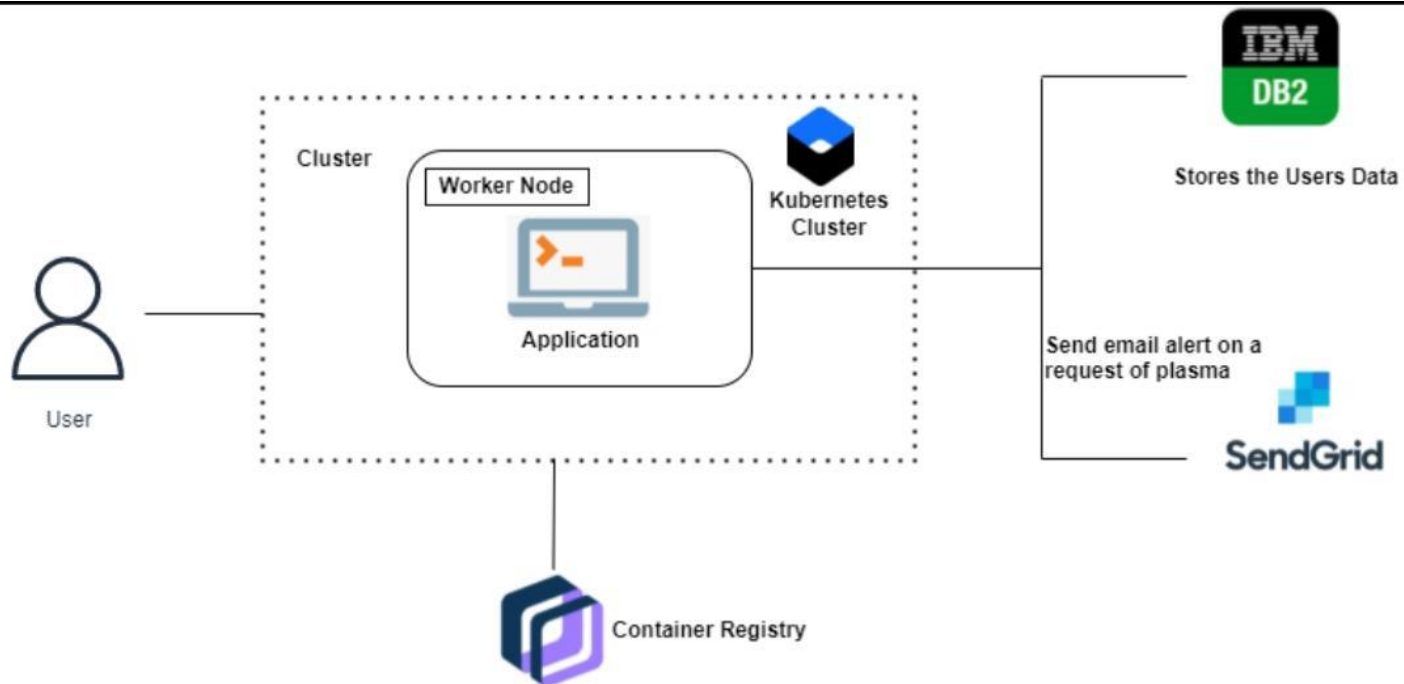 IBM
DB2
Stores the Users Data
Cluster
Worker Node
Kubernetes
Cluster
Application
User
Send email alert on a
request of plasma
SendGrid
Container Registry